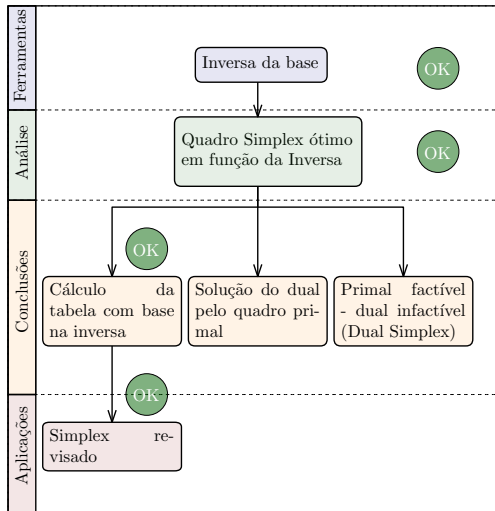 Ferramentas
Inversa da base
OK
Análise
Quadro Simplex ótimo
em função da Inversa
OK
Conclusões
OK
Cálculo da
tabela com base
na inversa
Solução do dual
pelo quadro pri-
mal
Primal factível
- dual infactível
(Dual Simplex)
OK
Aplicações
Simplex re-
visado